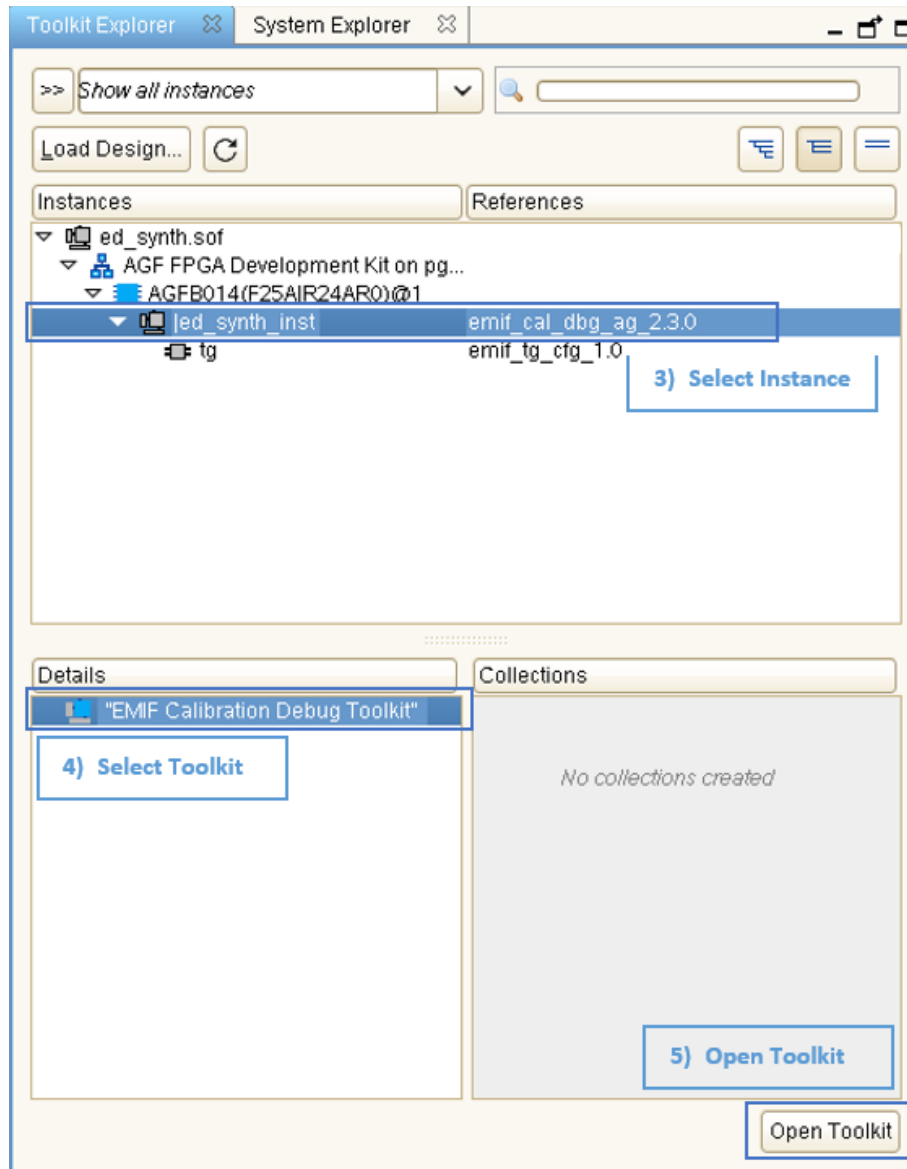 Toolkit Explorer System Explorer
>> Show all instances
Load Design...
Instances References
ed_synth.sof
AGF FPGA Development Kit on pg...
AGFB014(F25AIR24AR0)@1
|ed_synth_inst emif_cal_dbg_ag_2.3.0
tg emif_tg_cfg_1.0
3) Select Instance
Details Collections
"EMIF Calibration Debug Toolkit"
4) Select Toolkit
No collections created
5) Open Toolkit
Open Toolkit